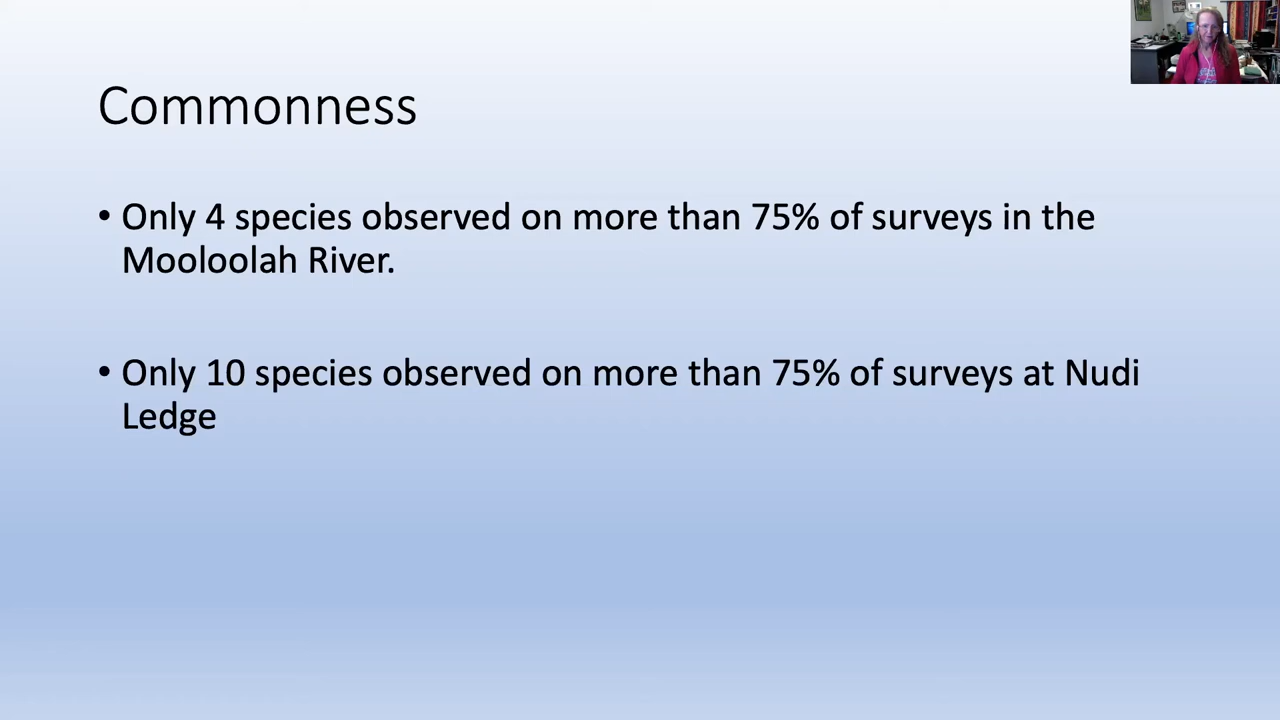 Commonness
• Only 4 species observed on more than 75% of surveys in the
Mooloolah River.
• Only 10 species observed on more than 75% of surveys at Nudi
Ledge